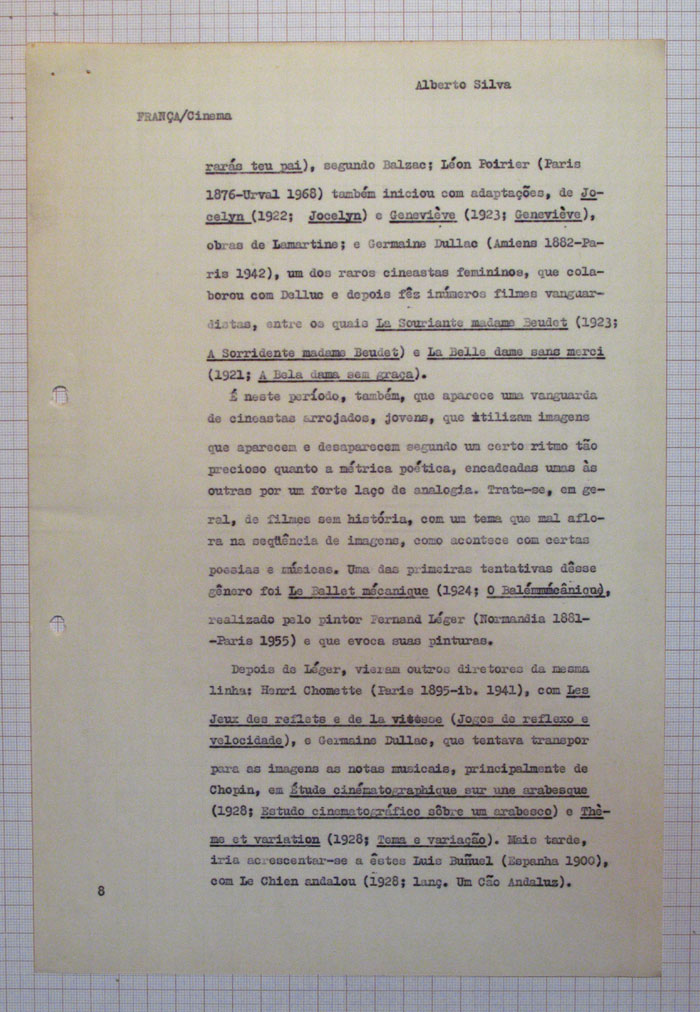 Alberto Silva
FRANÇA/Cinema
rarás teu pai), segundo Balzac; Léon Poirier (Paris
1876-Urval 1968) também iniciou com adaptações, de Jo-
celyn (1922; Jocelyn) e Geneviève (1923; Geneviève),
obras de Lamartine; e Germaine Dullac (Amiens 1882-Pa-
ris 1942), um dos raros cineastas femininos, que cola-
borou com Delluc e depois fêz inúmeros filmes vanguar-
distas, entre os quais La Souriante madame Beudet (1923;
A Sorridente madame Beudet) e La Belle dame sans merci
(1921; A Bela dama sem graça).
É neste período, também, que aparece uma vanguarda
de cineastas arrojados, jovens, que utilizam imagens
que aparecem e desaparecem segundo um certo ritmo tão
precioso quanto a métrica poética, encadeadas umas às
outras por um forte laço de analogia. Trata-se, em ge-
ral, de filmes sem história, com um tema que mal aflo-
ra na seqüência de imagens, como acontece com certas
poesias e músicas. Uma das primeiras tentativas dêsse
gênero foi Le Ballet mécanique (1924; O Balémmecânico),
realizado pelo pintor Fernand Léger (Normandia 1881-
-Paris 1955) e que evoca suas pinturas.
Depois de Léger, vieram outros diretores da mesma
linha: Henri Chomette (Paris 1895-ib. 1941), com Les
Jeux des reflets e de la vitesse (Jogos de reflexo e
velocidade), e Germaine Dullac, que tentava transpor
para as imagens as notas musicais, principalmente de
Chopin, em Étude cinématographique sur une arabesque
(1928; Estudo cinematográfico sôbre um arabesco) e Thè-
me et variation (1928; Tema e variação). Mais tarde,
iria acrescentar-se a êstes Luis Buñuel (Espanha 1900),
com Le Chien andalou (1928; lanç. Um Cão Andaluz).
8